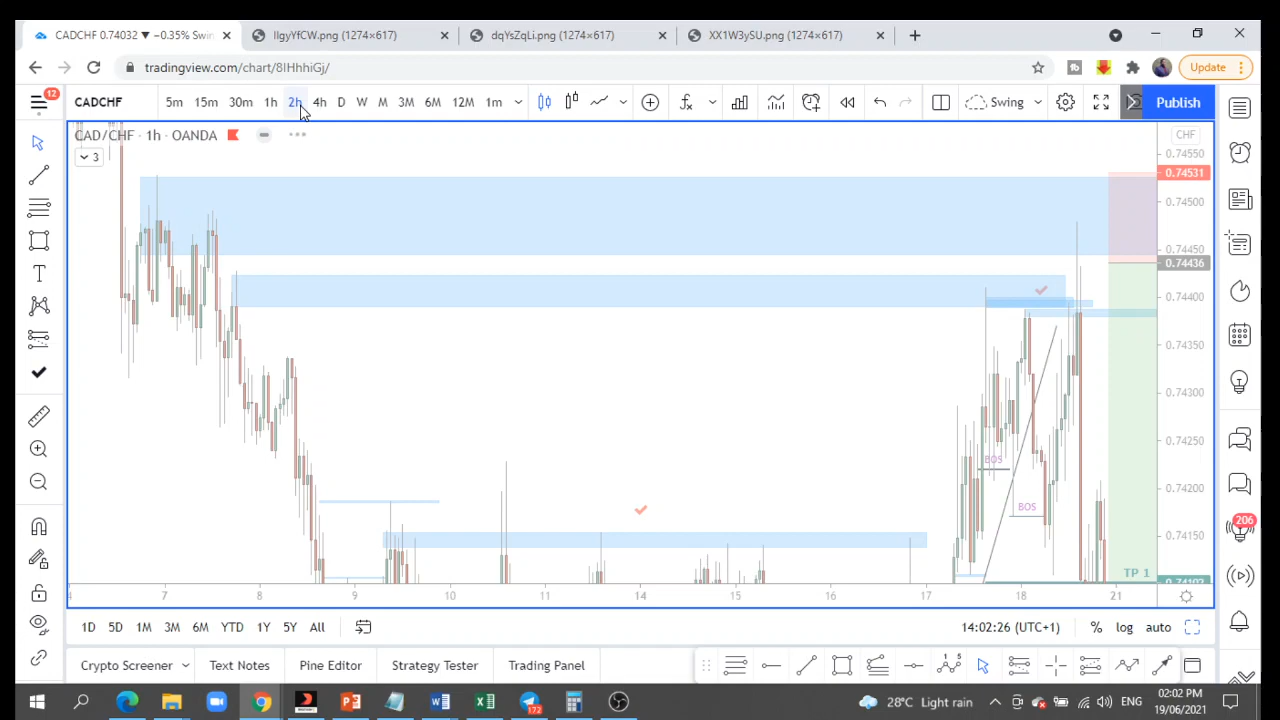 CADCHF 0.74032 ▼ −0.35% Swin
IIgyYfCW.png (1274×617)
dqYsZqLi.png (1274×617)
XX1W3ySU.png (1274×617)
tradingview.com/chart/8IHhhiGj/
Update
12
CADCHF
5m 15m 30m 1h 2h 4h D W M 3M 6M 12M 1m
Swing
Publish
CAD/CHF · 1h · OANDA
3
CHF
0.74550
0.74531
0.74500
0.74450
0.74436
0.74400
0.74350
0.74300
0.74250
BOS
0.74200
BOS
0.74150
TP 1
0.74102
7 8 9 10 11 14 15 16 17 18 21
206
1D 5D 1M 3M 6M YTD 1Y 5Y All
14:02:26 (UTC+1)
% log auto
Crypto Screener
Text Notes
Pine Editor
Strategy Tester
Trading Panel
172
28°C Light rain
ENG
02:02 PM
19/06/2021